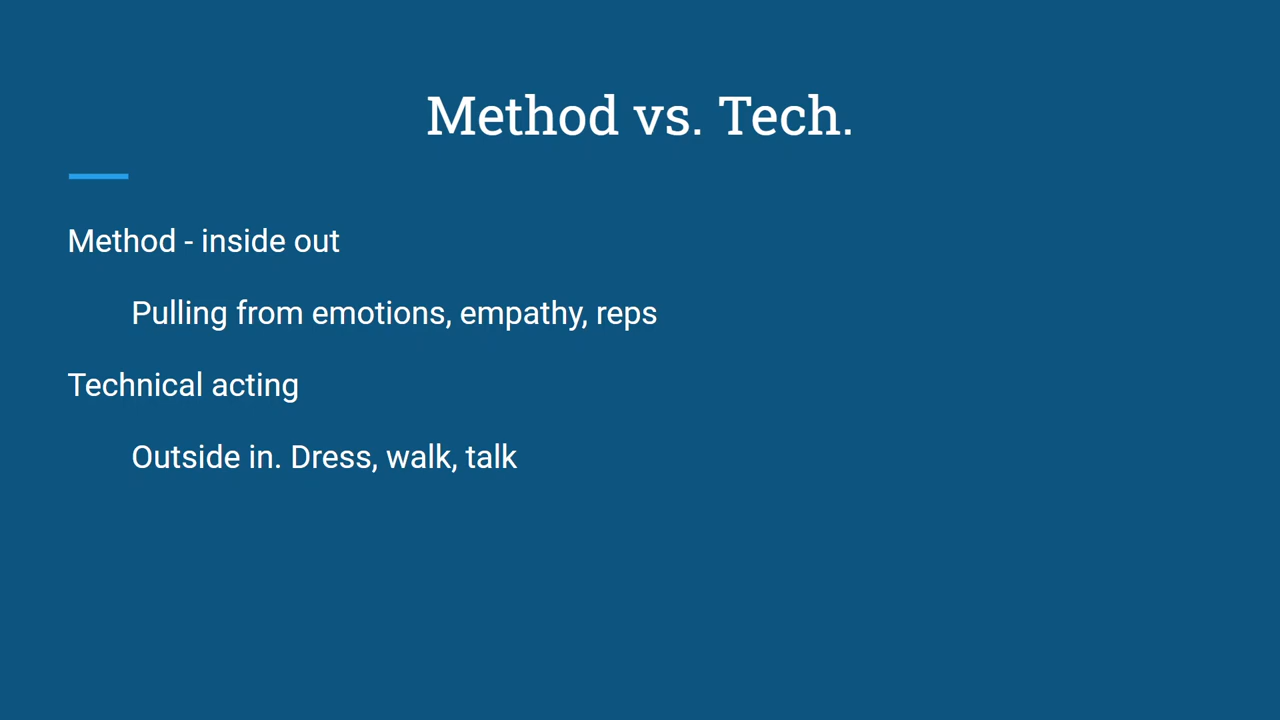 Method vs. Tech.
Method - inside out
Pulling from emotions, empathy, reps
Technical acting
Outside in. Dress, walk, talk